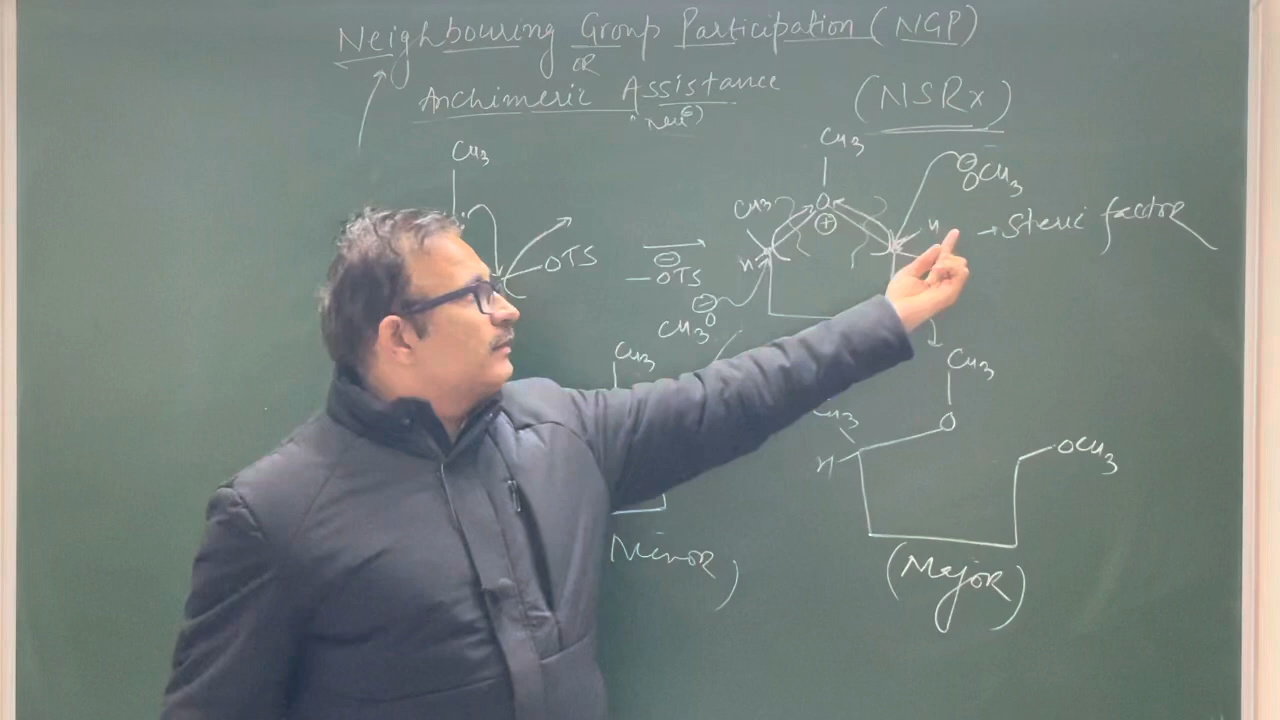 Neighbouring Group Participation (NGP)
OR
Anchimeric Assistance
(NSRx)
CH3
CH3
OCH3
CH3
O
⊕
H
→ Steric factor
OTS
⊖
-OTS
H
⊖
CH3O
CH3
CH3
CH3
O
H
OCH3
Minor)
(Major)